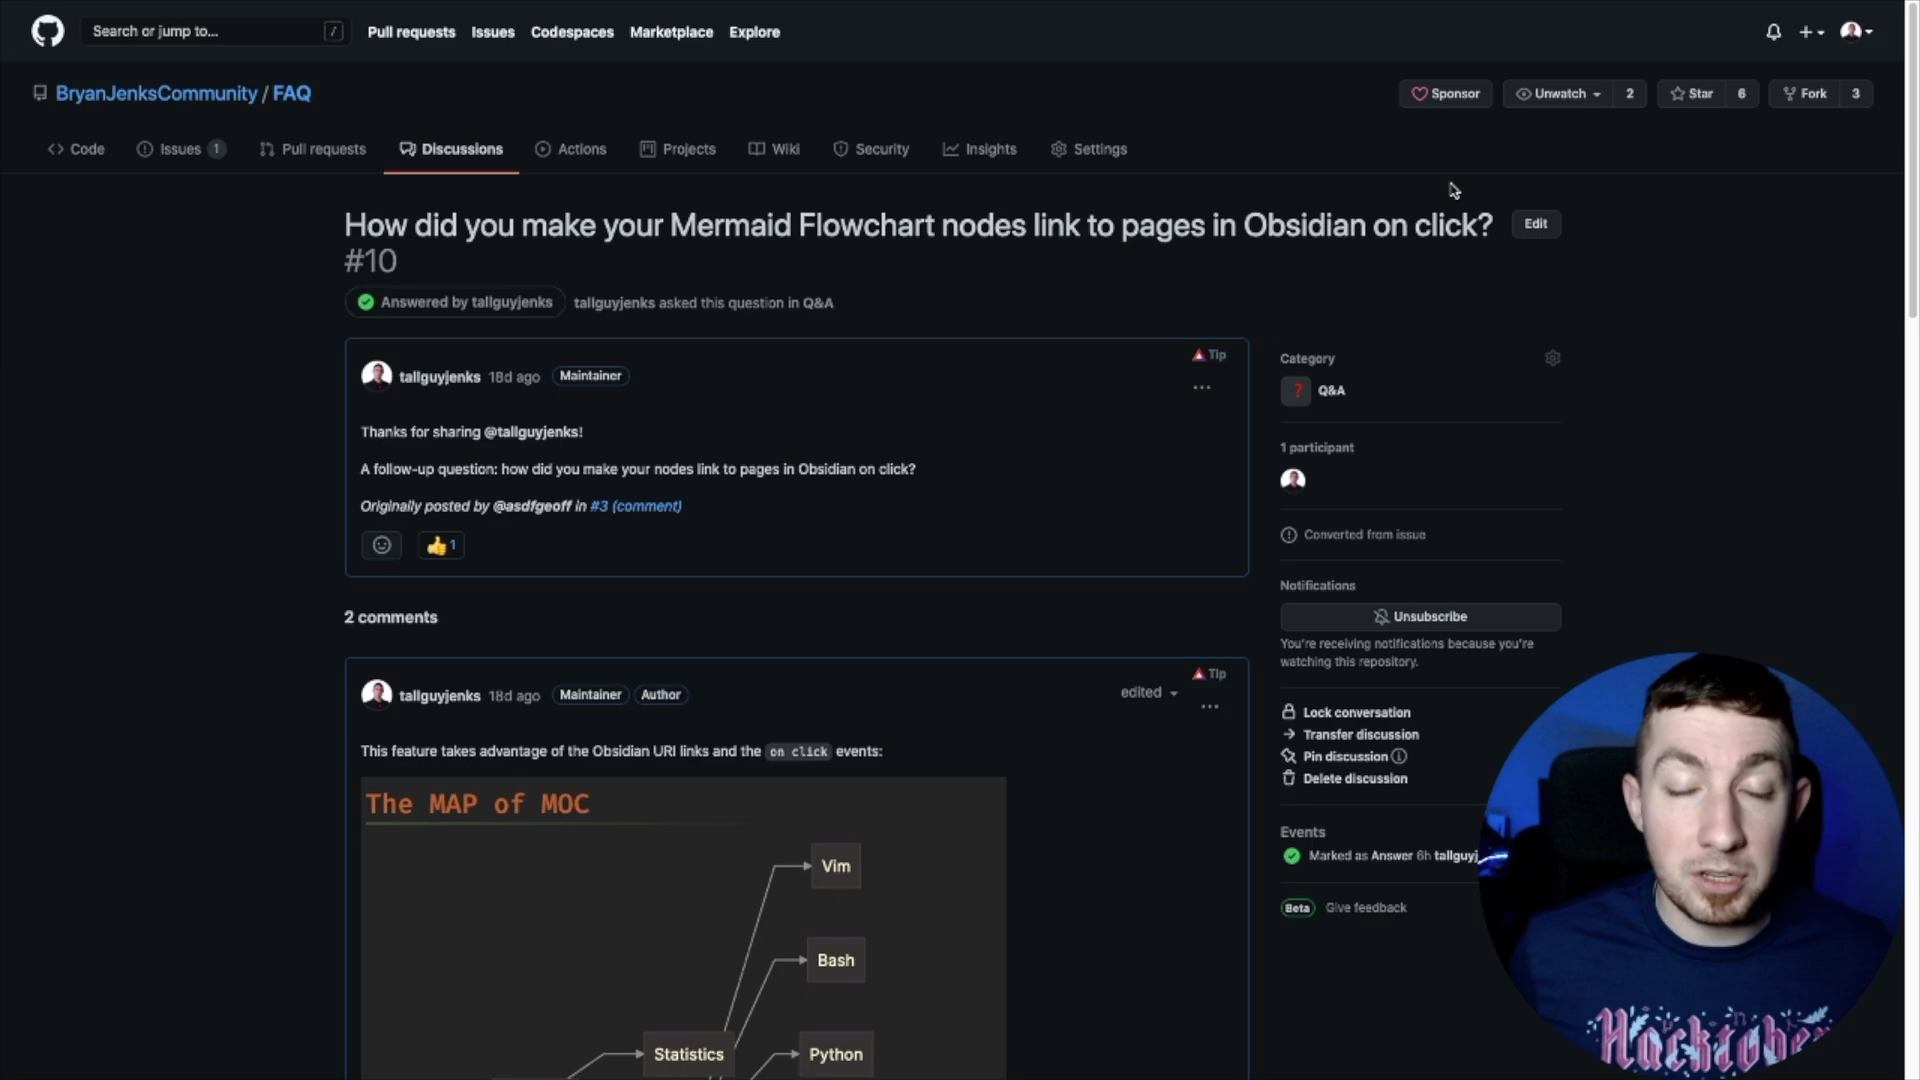 Search or jump to... /
Pull requests Issues Codespaces Marketplace Explore
BryanJenksCommunity / FAQ
Sponsor Unwatch 2 Star 6 Fork 3
Code Issues 1 Pull requests Discussions Actions Projects Wiki Security Insights Settings
How did you make your Mermaid Flowchart nodes link to pages in Obsidian on click? Edit
#10
Answered by tallguyjenks tallguyjenks asked this question in Q&A
Tip
tallguyjenks 18d ago Maintainer
Thanks for sharing @tallguyjenks!
A follow-up question: how did you make your nodes link to pages in Obsidian on click?
Originally posted by @asdfgeoff in #3 (comment)
👍 1
2 comments
Tip
tallguyjenks 18d ago Maintainer Author edited
This feature takes advantage of the Obsidian URI links and the on click events:
The MAP of MOC
Vim
Bash
Statistics
Python
Category
Q&A
1 participant
Converted from issue
Notifications
Unsubscribe
You're receiving notifications because you're
watching this repository.
Lock conversation
Transfer discussion
Pin discussion
Delete discussion
Events
Marked as Answer 6h tallguyj
Beta Give feedback
Hacktober